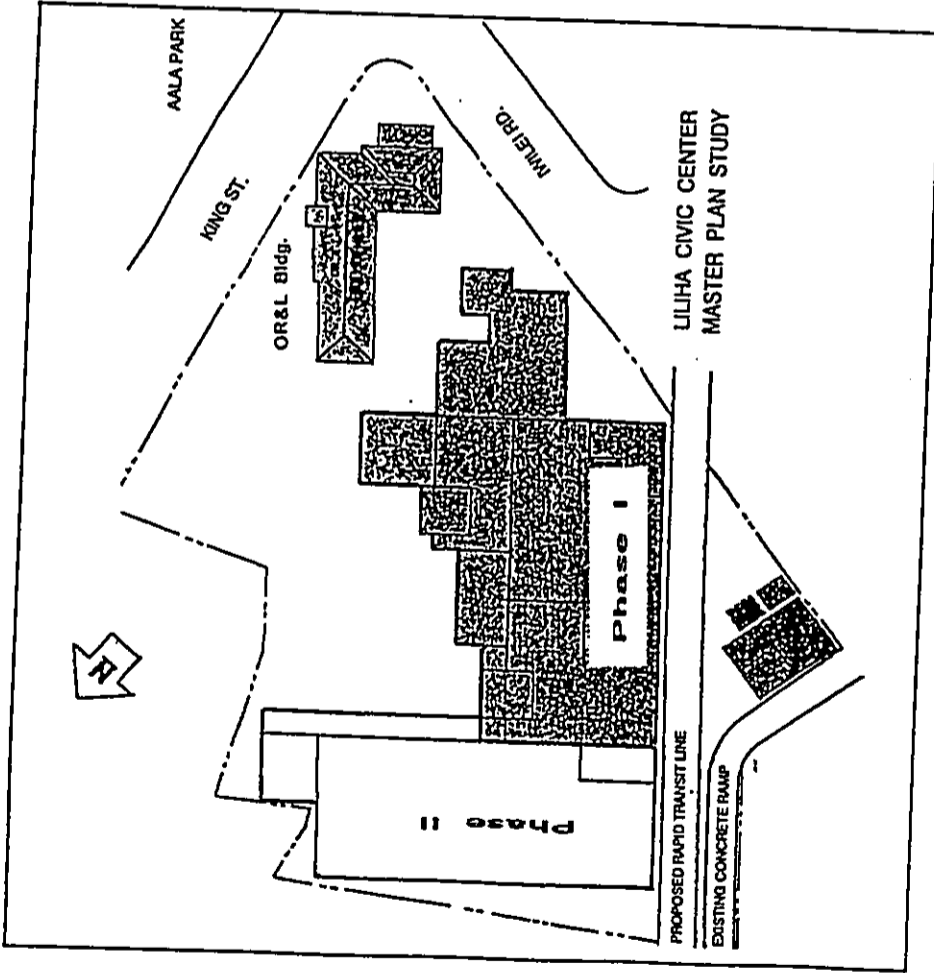 AALA PARK
KING ST.
IWILEI RD.
OR&L Bldg.
LILIHA CIVIC CENTER
MASTER PLAN STUDY
N
Phase I
Phase II
PROPOSED RAPID TRANSIT LINE
EXISTING CONCRETE RAMP